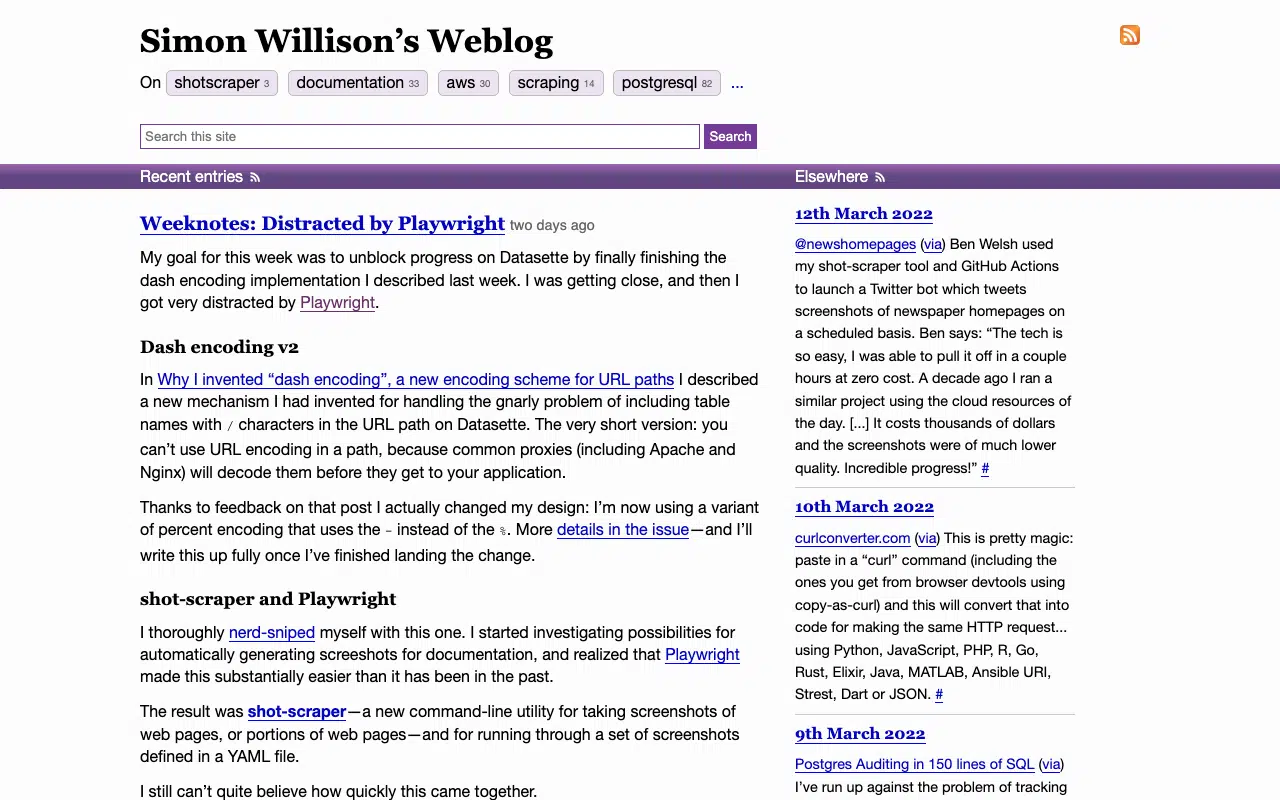 Simon Willison’s Weblog
On shotscraper 3 documentation 33 aws 30 scraping 14 postgresql 82 ...
Search this site Search
Recent entries
Weeknotes: Distracted by Playwright two days ago
My goal for this week was to unblock progress on Datasette by finally finishing the
dash encoding implementation I described last week. I was getting close, and then I
got very distracted by Playwright.
Dash encoding v2
In Why I invented “dash encoding”, a new encoding scheme for URL paths I described
a new mechanism I had invented for handling the gnarly problem of including table
names with / characters in the URL path on Datasette. The very short version: you
can’t use URL encoding in a path, because common proxies (including Apache and
Nginx) will decode them before they get to your application.
Thanks to feedback on that post I actually changed my design: I’m now using a variant
of percent encoding that uses the - instead of the %. More details in the issue—and I’ll
write this up fully once I’ve finished landing the change.
shot-scraper and Playwright
I thoroughly nerd-sniped myself with this one. I started investigating possibilities for
automatically generating screeshots for documentation, and realized that Playwright
made this substantially easier than it has been in the past.
The result was shot-scraper—a new command-line utility for taking screenshots of
web pages, or portions of web pages—and for running through a set of screenshots
defined in a YAML file.
I still can’t quite believe how quickly this came together.
Elsewhere
12th March 2022
@newshomepages (via) Ben Welsh used
my shot-scraper tool and GitHub Actions
to launch a Twitter bot which tweets
screenshots of newspaper homepages on
a scheduled basis. Ben says: “The tech is
so easy, I was able to pull it off in a couple
hours at zero cost. A decade ago I ran a
similar project using the cloud resources of
the day. [...] It costs thousands of dollars
and the screenshots were of much lower
quality. Incredible progress!” #
10th March 2022
curlconverter.com (via) This is pretty magic:
paste in a “curl” command (including the
ones you get from browser devtools using
copy-as-curl) and this will convert that into
code for making the same HTTP request...
using Python, JavaScript, PHP, R, Go,
Rust, Elixir, Java, MATLAB, Ansible URI,
Strest, Dart or JSON. #
9th March 2022
Postgres Auditing in 150 lines of SQL (via)
I’ve run up against the problem of tracking